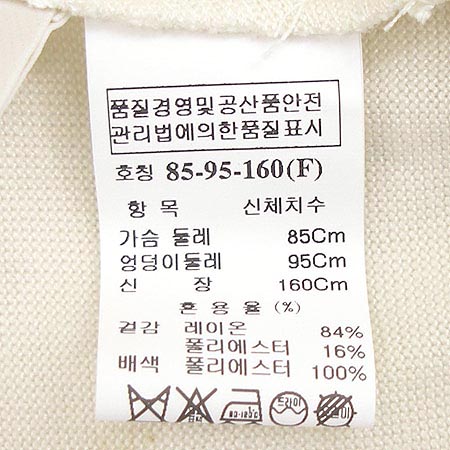 품질경영및공산품안전
관리법에의한품질표시
호칭 85-95-160(F)
항 목 신체치수
가슴 둘레 85Cm
엉덩이둘레 95Cm
신 장 160Cm
혼 용 율 (%)
겉감 레이온 84%
폴리에스터 16%
배색 폴리에스터 100%
드라이